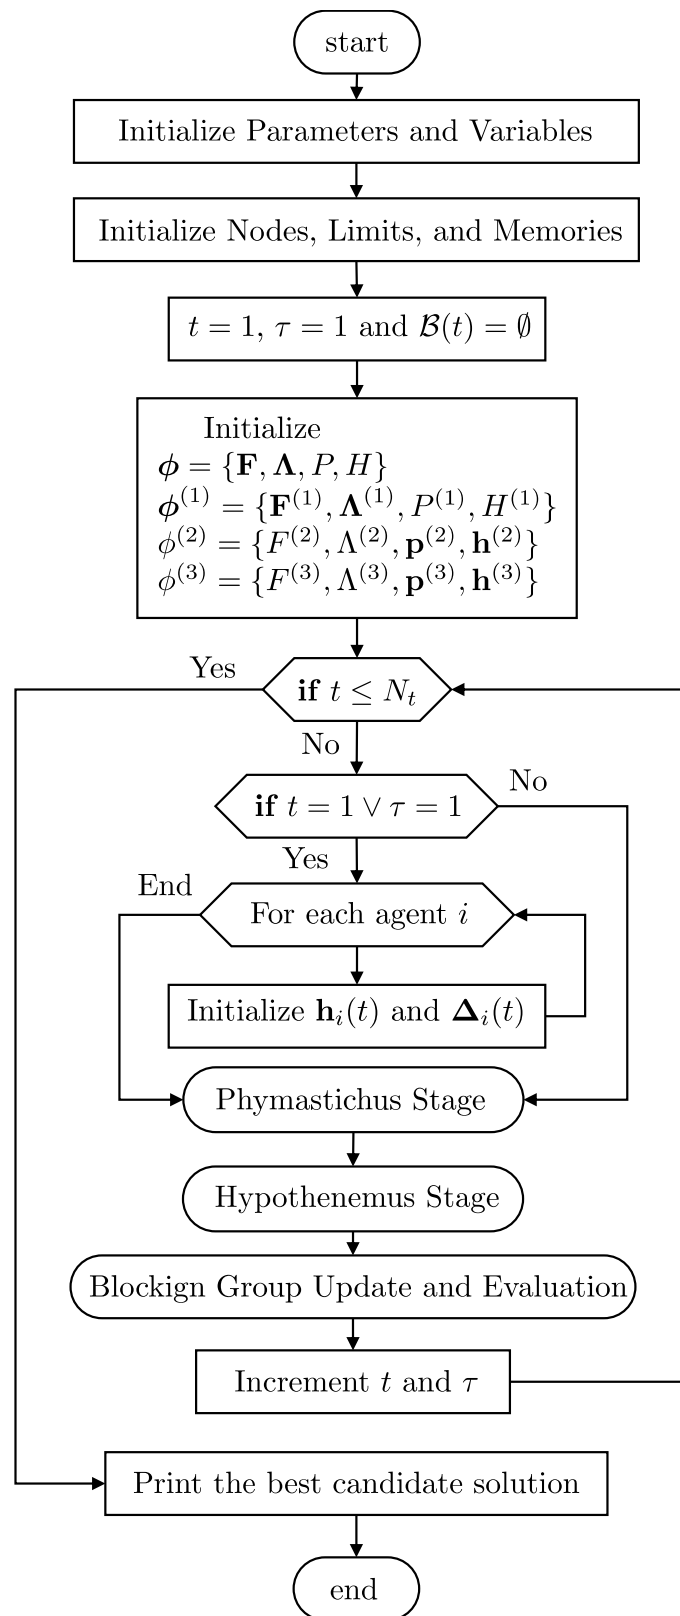 start
Initialize Parameters and Variables
Initialize Nodes, Limits, and Memories
t = 1, τ = 1 and ℬ(t) = ∅
Initialize
ϕ = {F, Λ, P, H}
ϕ⁽¹⁾ = {F⁽¹⁾, Λ⁽¹⁾, P⁽¹⁾, H⁽¹⁾}
ϕ⁽²⁾ = {F⁽²⁾, Λ⁽²⁾, p⁽²⁾, h⁽²⁾}
ϕ⁽³⁾ = {F⁽³⁾, Λ⁽³⁾, p⁽³⁾, h⁽³⁾}
Yes
if t ≤ Nₜ
No
No
if t = 1 ∨ τ = 1
Yes
End
For each agent i
Initialize hᵢ(t) and Δᵢ(t)
Phymastichus Stage
Hypothenemus Stage
Blockign Group Update and Evaluation
Increment t and τ
Print the best candidate solution
end